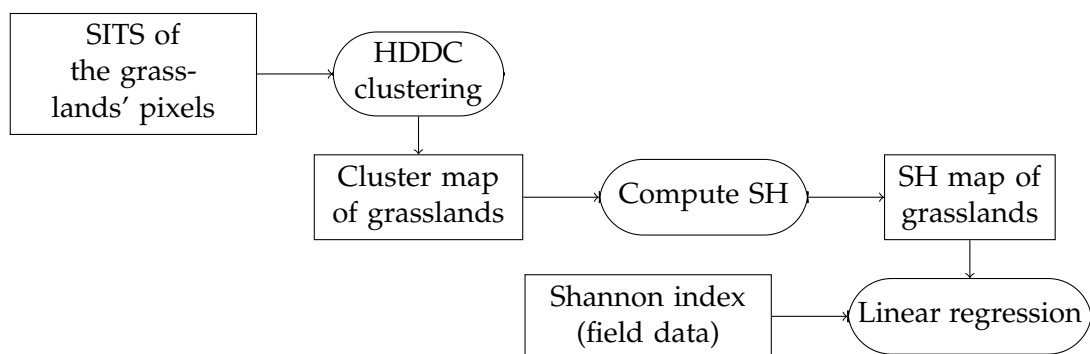 SITS of
the grass-
lands’ pixels
HDDC
clustering
Cluster map
of grasslands
Compute SH
SH map of
grasslands
Shannon index
(field data)
Linear regression